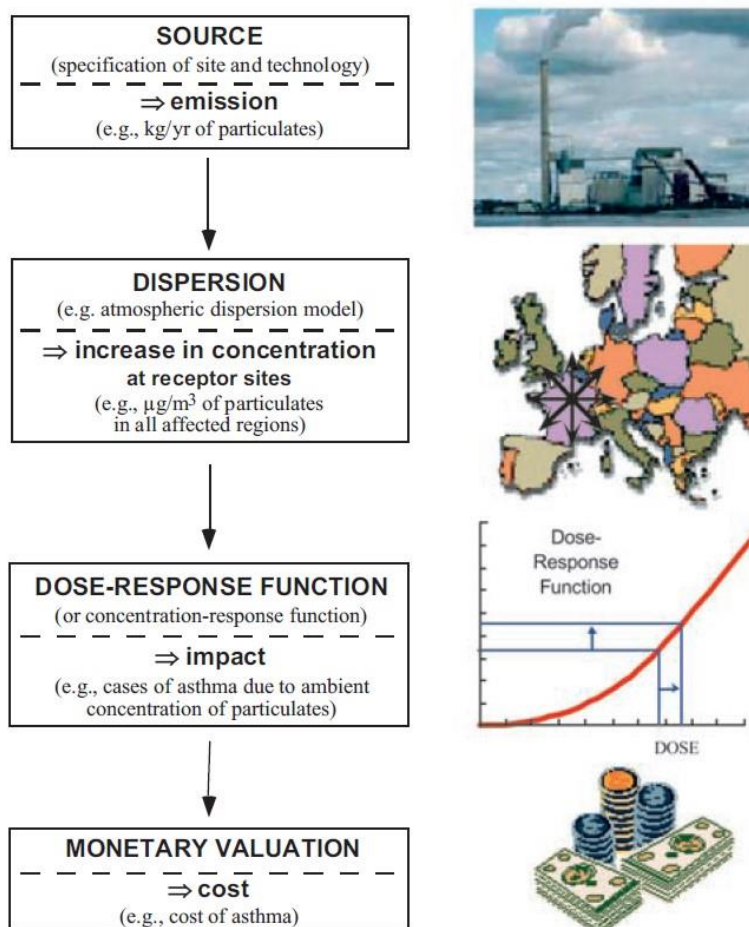 SOURCE
(specification of site and technology)
⇒ emission
(e.g., kg/yr of particulates)
DISPERSION
(e.g. atmospheric dispersion model)
⇒ increase in concentration
at receptor sites
(e.g., µg/m³ of particulates
in all affected regions)
DOSE-RESPONSE FUNCTION
(or concentration-response function)
⇒ impact
(e.g., cases of asthma due to ambient
concentration of particulates)
Dose-
Response
Function
DOSE
MONETARY VALUATION
⇒ cost
(e.g., cost of asthma)